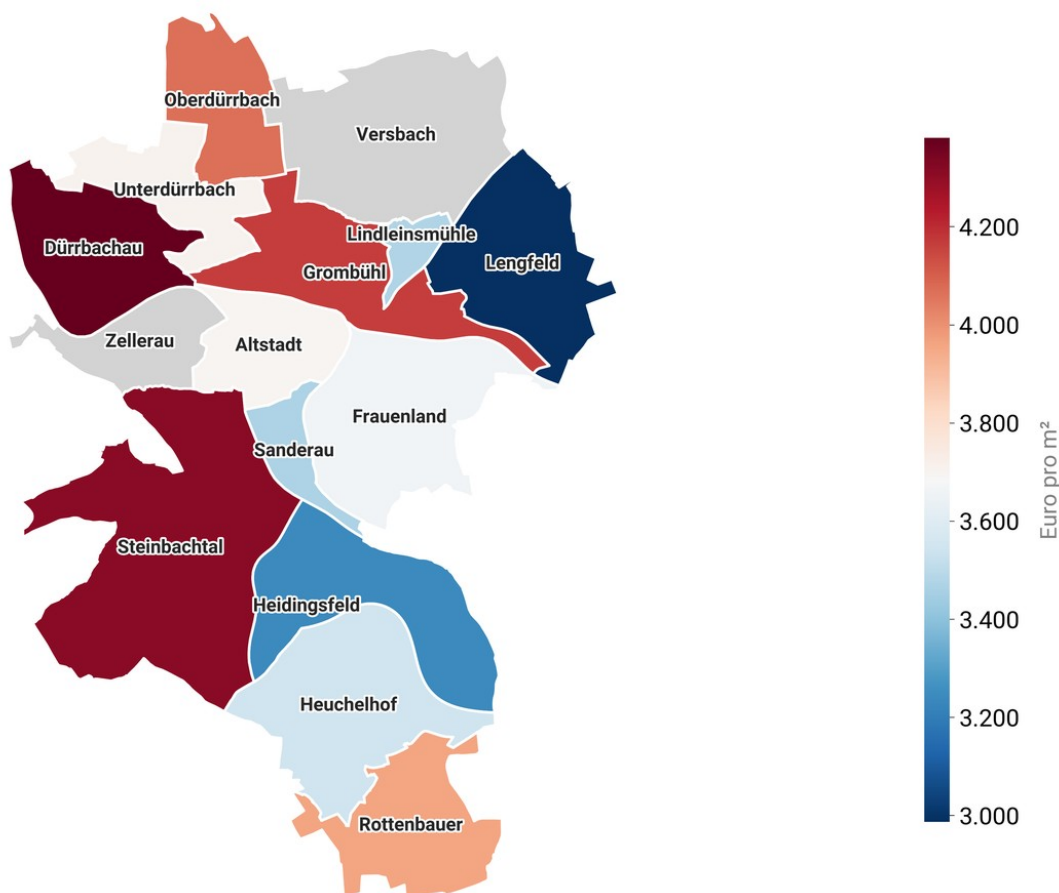 Oberdürrbach
Versbach
Unterdürrbach
Dürrbachau
Lindleinsmühle
Grombühl
Lengfeld
Zellerau
Altstadt
Frauenland
Sanderau
Steinbachtal
Heidingsfeld
Heuchelhof
Rottenbauer
4.200
4.000
3.800
3.600
3.400
3.200
3.000
Euro pro m²